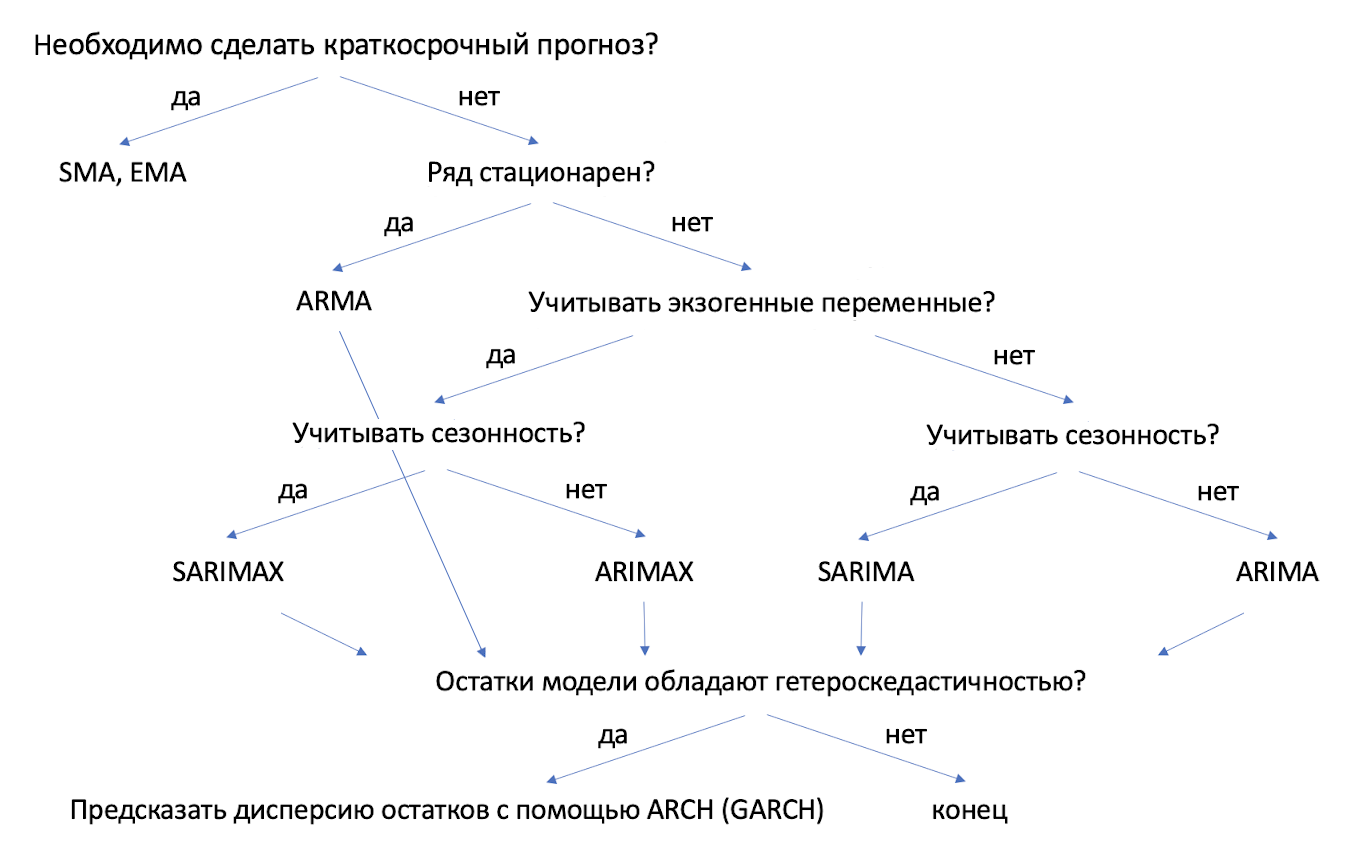 Необходимо сделать краткосрочный прогноз?
да
нет
SMA, EMA
Ряд стационарен?
да
нет
ARMA
Учитывать экзогенные переменные?
да
нет
Учитывать сезонность?
Учитывать сезонность?
да
нет
да
нет
SARIMAX
ARIMAX
SARIMA
ARIMA
Остатки модели обладают гетероскедастичностью?
да
нет
Предсказать дисперсию остатков с помощью ARCH (GARCH)
конец